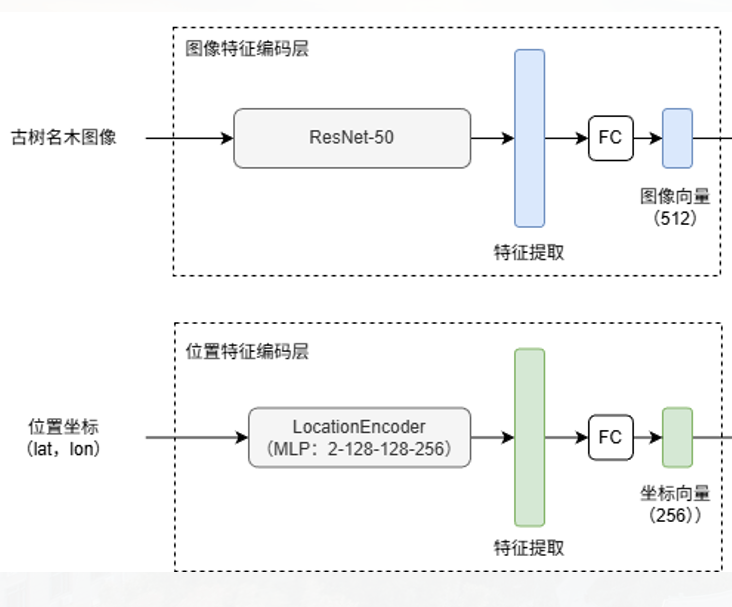 图像特征编码层
古树名木图像
ResNet-50
FC
图像向量
（512）
特征提取
位置特征编码层
位置坐标
（lat，lon）
LocationEncoder
（MLP：2-128-128-256）
FC
坐标向量
（256））
特征提取